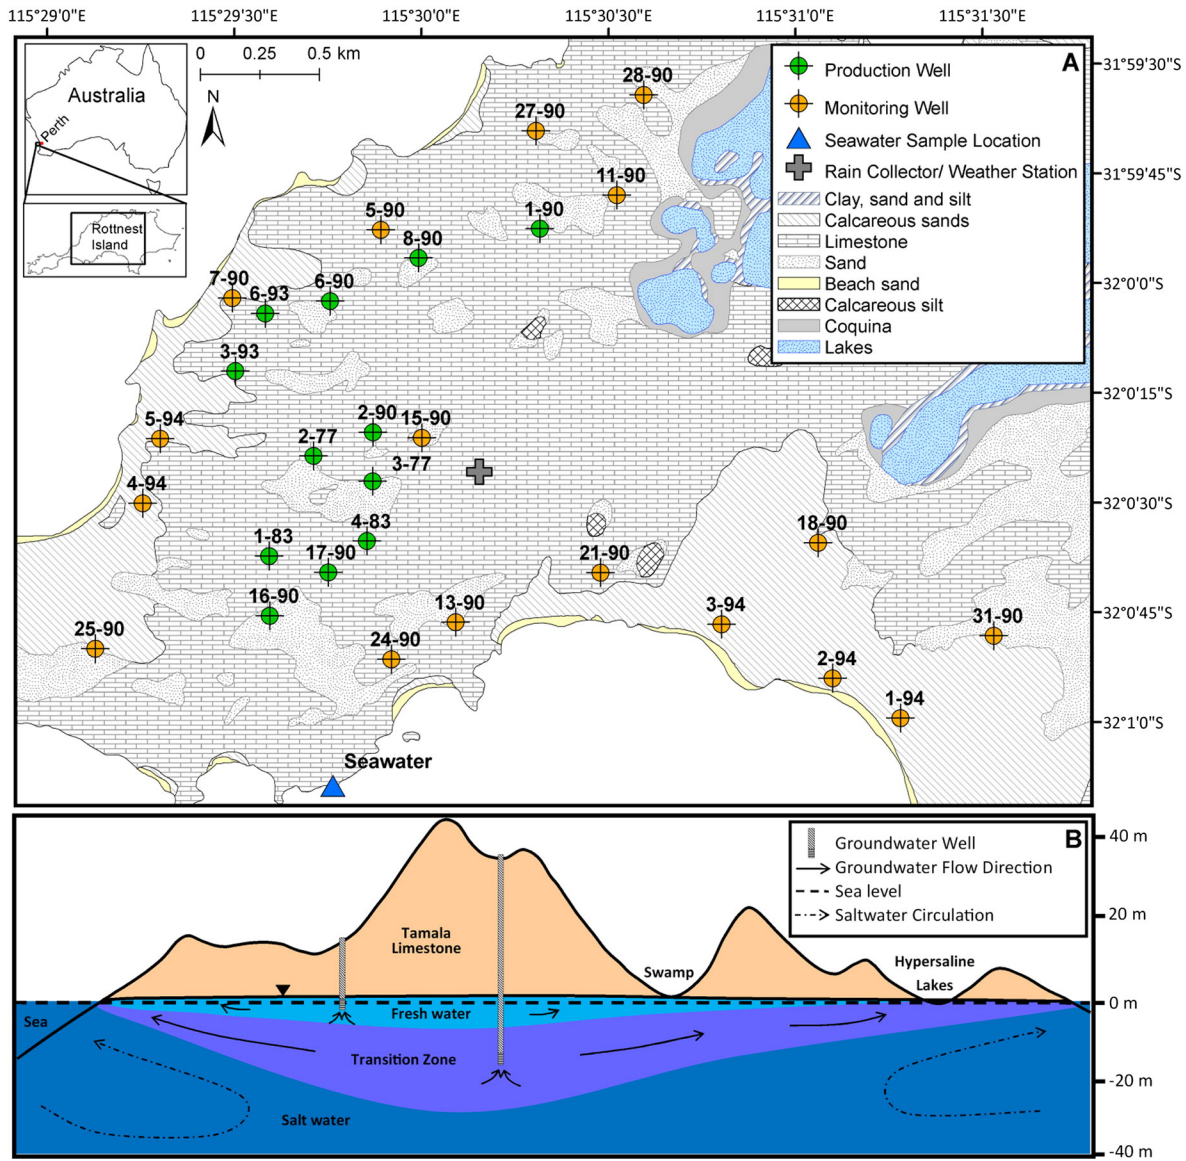 115°29'0"E 115°29'30"E 115°30'0"E 115°30'30"E 115°31'0"E 115°31'30"E
0 0.25 0.5 km
N
Australia
Perth
Rottnest
Island
A
Production Well
Monitoring Well
Seawater Sample Location
Rain Collector/ Weather Station
Clay, sand and silt
Calcareous sands
Limestone
Sand
Beach sand
Calcareous silt
Coquina
Lakes
31°59'30"S
31°59'45"S
32°0'0"S
32°0'15"S
32°0'30"S
32°0'45"S
32°1'0"S
28-90
27-90
11-90
1-90
5-90
8-90
7-90
6-93
6-90
3-93
5-94
2-90
15-90
2-77
3-77
4-94
4-83
1-83
17-90
18-90
21-90
16-90
13-90
3-94
31-90
25-90
24-90
2-94
1-94
Seawater
B
Groundwater Well
Groundwater Flow Direction
Sea level
Saltwater Circulation
40 m
20 m
0 m
-20 m
-40 m
Tamala
Limestone
Swamp
Hypersaline
Lakes
Sea
Fresh water
Transition Zone
Salt water